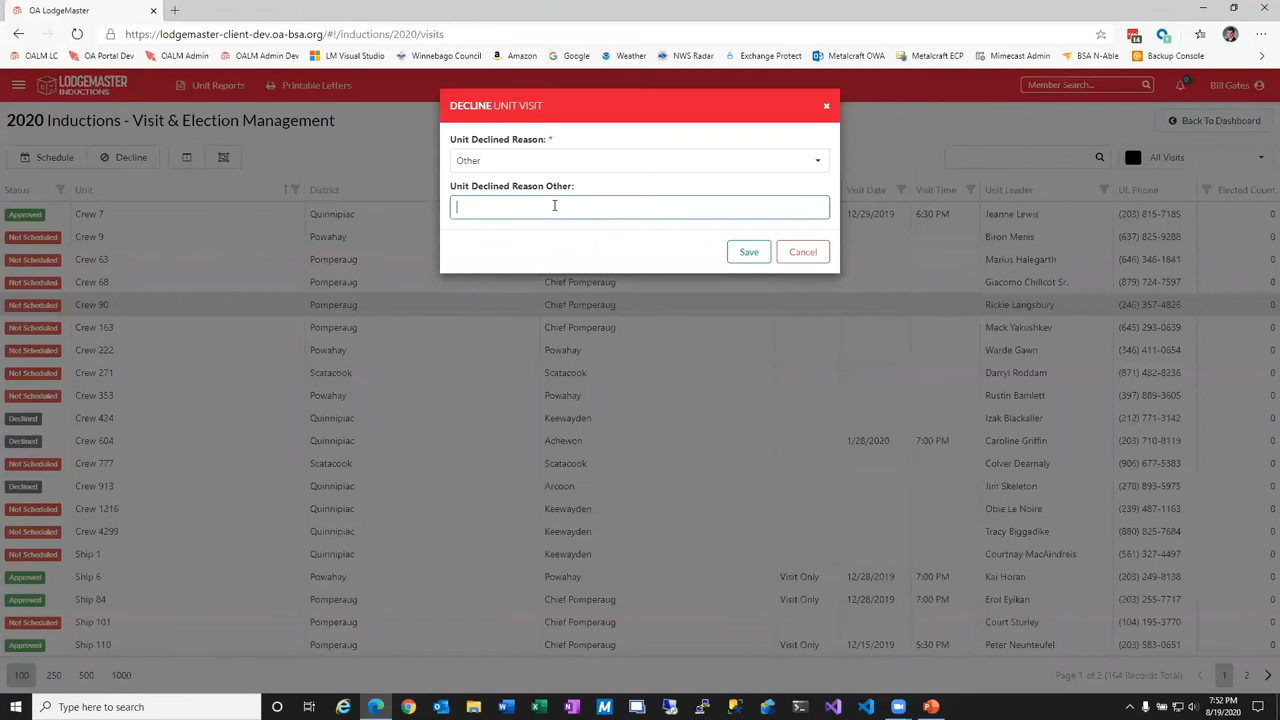 OA LodgeMaster
https://lodgemaster-client-dev.oa-bsa.org/#!/inductions/2020/visits
14
1
OALM LC
OA Portal Dev
OALM Admin
OALM Admin Dev
LM Visual Studio
Winnebago Council
Amazon
Google
Weather
NWS Radar
Exchange Protect
Metalcraft OWA
Metalcraft ECP
Mimecast Admin
BSA N-Able
Backup Console
LODGEMASTER
INDUCTIONS
Unit Reports
Printable Letters
Member Search...
0
Bill Gates
2020 Inductions - Visit & Election Management
Back To Dashboard
DECLINE UNIT VISIT
Unit Declined Reason: *
Other
Unit Declined Reason Other:
Save
Cancel
Schedule
Decline
All Visits
Status Unit District Visit Date Visit Time Unit Leader UL Phone Elected Count
Approved Crew 7 Quinnipiac 12/29/2019 6:30 PM Jeanne Lewis (203) 815-7185 0
Not Scheduled Crew 9 Powahay Biron Menis (637) 825-9288 0
Not Scheduled Crew 53 Pomperaug Marius Halegarth (646) 346-1841 0
Not Scheduled Crew 68 Pomperaug Chief Pomperaug Giacomo Chillcot Sr. (879) 724-7597 0
Not Scheduled Crew 90 Pomperaug Chief Pomperaug Rickie Langsbury (246) 357-4826 0
Not Scheduled Crew 163 Pomperaug Chief Pomperaug Mack Yakushkev (645) 293-0639 0
Not Scheduled Crew 222 Powahay Powahay Warde Gawn (346) 411-0654 0
Not Scheduled Crew 271 Scatacook Scatacook Darryl Roddam (871) 482-8236 0
Not Scheduled Crew 353 Powahay Powahay Rustin Bamlett (397) 889-3605 0
Declined Crew 424 Quinnipiac Keewayden Izak Blackaller (212) 771-3142 0
Declined Crew 604 Quinnipiac Achewon 1/28/2020 7:00 PM Caroline Griffin (203) 710-8119 0
Not Scheduled Crew 777 Scatacook Scatacook Colver Dearnaly (906) 677-5383 0
Declined Crew 913 Quinnipiac Arcoon Jim Skeleton (278) 893-5975 0
Not Scheduled Crew 1216 Quinnipiac Keewayden Obie Le Noire (239) 487-1163 0
Not Scheduled Crew 4299 Quinnipiac Keewayden Tracy Biggadike (880) 825-7684 0
Not Scheduled Ship 1 Quinnipiac Keewayden Courtnay MacAindreis (561) 327-4497 0
Approved Ship 6 Powahay Powahay Visit Only 12/28/2019 7:00 PM Kai Horan (203) 249-8138 0
Approved Ship 84 Pomperaug Chief Pomperaug Visit Only 12/28/2019 7:00 PM Erol Eyikan (203) 255-7717 0
Not Scheduled Ship 101 Pomperaug Chief Pomperaug Court Sturley (104) 195-3770 0
Approved Ship 110 Pomperaug Chief Pomperaug Visit Only 12/15/2019 5:30 PM Peter Neunteufel (203) 583-0651 0
100 250 500 1000
Page 1 of 2 (164 Records Total) 1 2
Type here to search
7:52 PM
8/19/2020